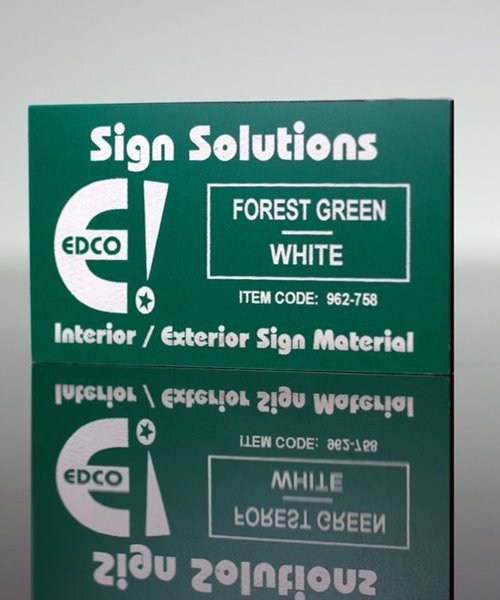 Sign Solutions
EDCO
FOREST GREEN
WHITE
ITEM CODE: 962-758
Interior / Exterior Sign Material